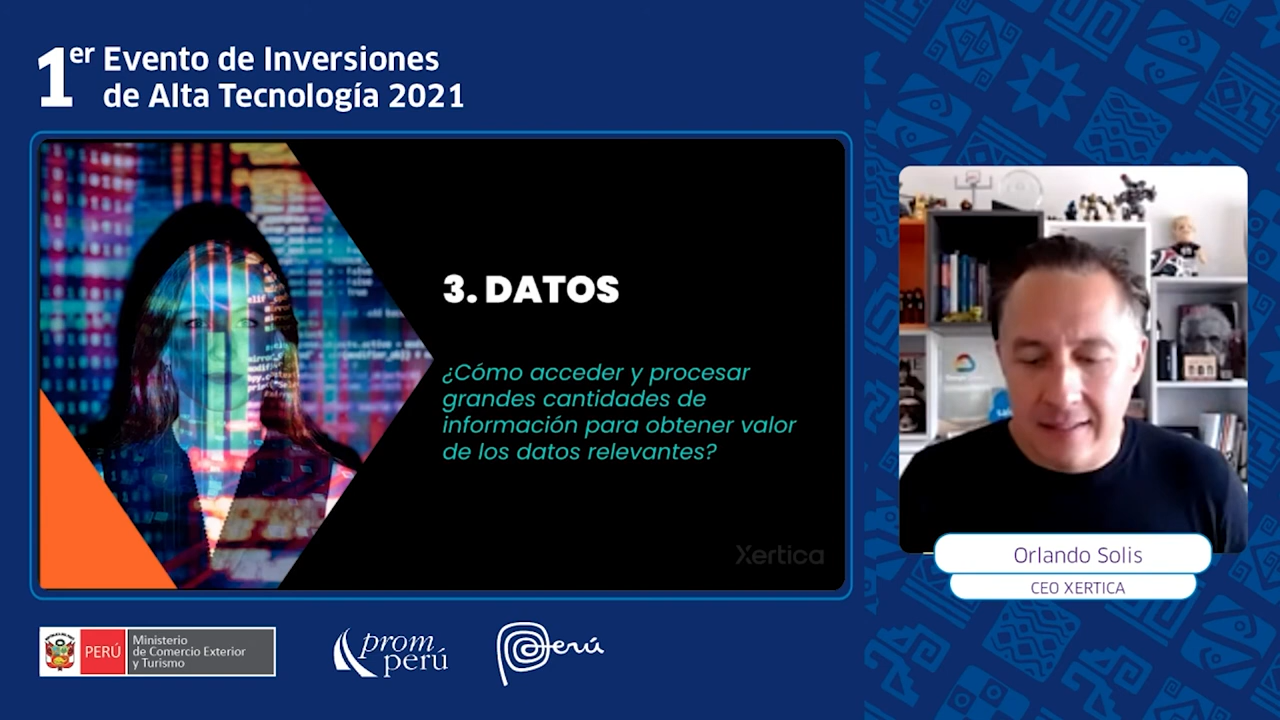 1er Evento de Inversiones
de Alta Tecnología 2021
3. DATOS
¿Cómo acceder y procesar
grandes cantidades de
información para obtener valor
de los datos relevantes?
Xertica
Orlando Solis
CEO XERTICA
PERÚ
Ministerio
de Comercio Exterior
y Turismo
prom
perú
Perú